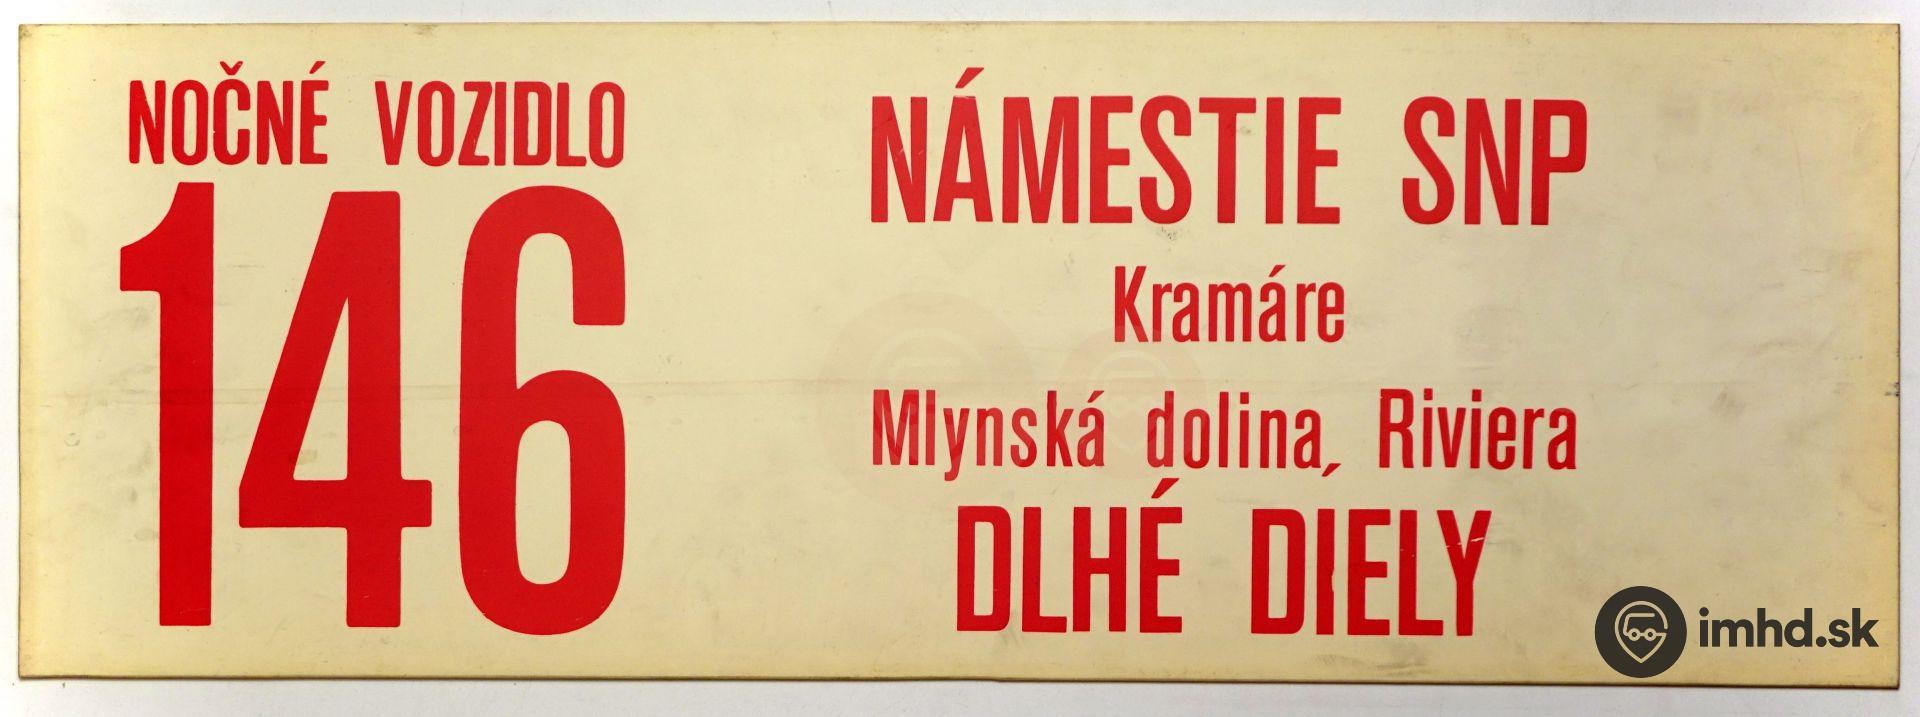 NOČNÉ VOZIDLO
146
NÁMESTIE SNP
Kramáre
Mlynská dolina, Riviera
DLHÉ DIELY
imhd.sk